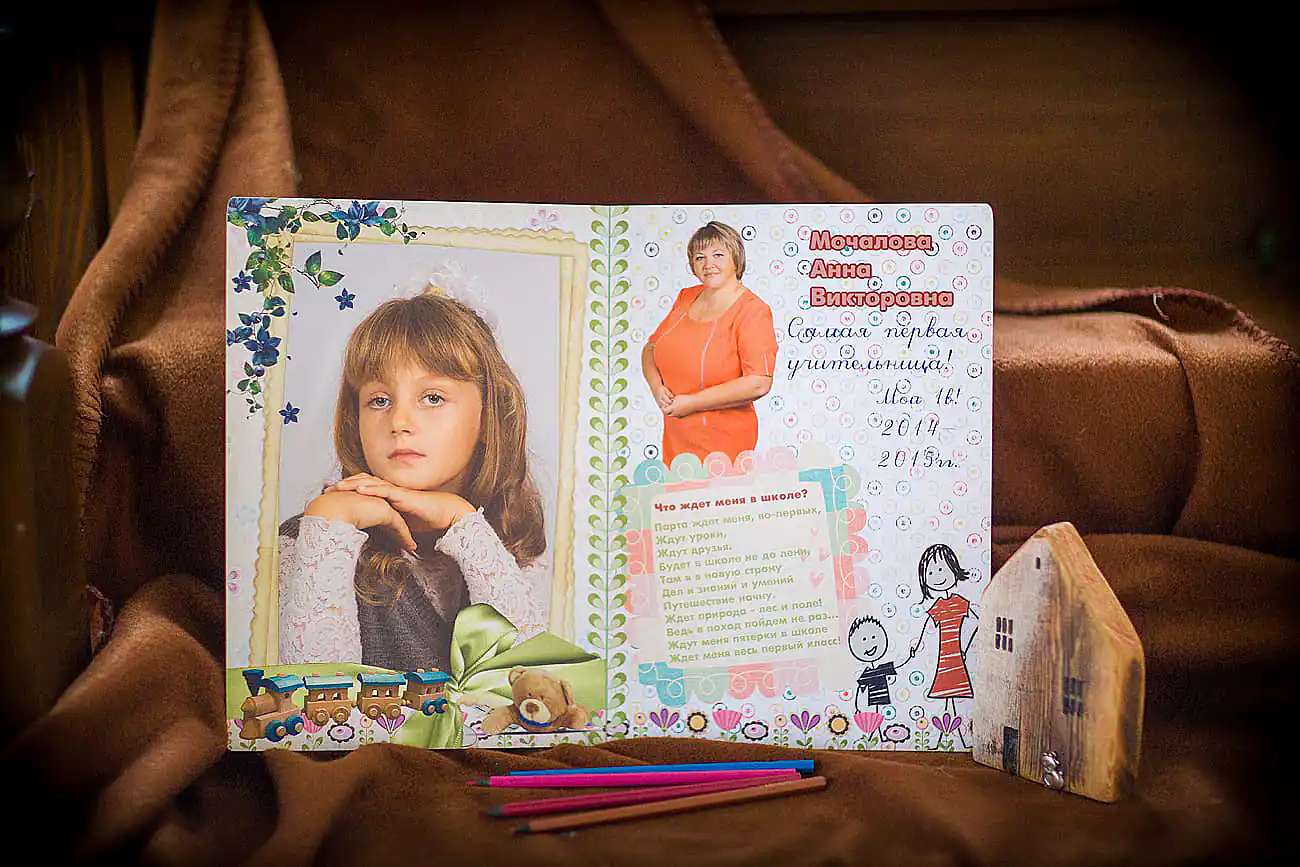 Мочалова
Анна
Викторовна
Самая первая
учительница!
Моа 1в!
2014-
2015гг.
Что ждет меня в школе?
Парта ждет меня, во-первых,
Ждут уроки,
Ждут друзья.
Будет в школе не до лени,
Там я в новую страну
Дел и знаний и умений
Путешествие начну.
Ждет природа - лес и поле!
Ведь в поход пойдем не раз...
Ждут меня пятерки в школе
Ждет меня весь первый класс!